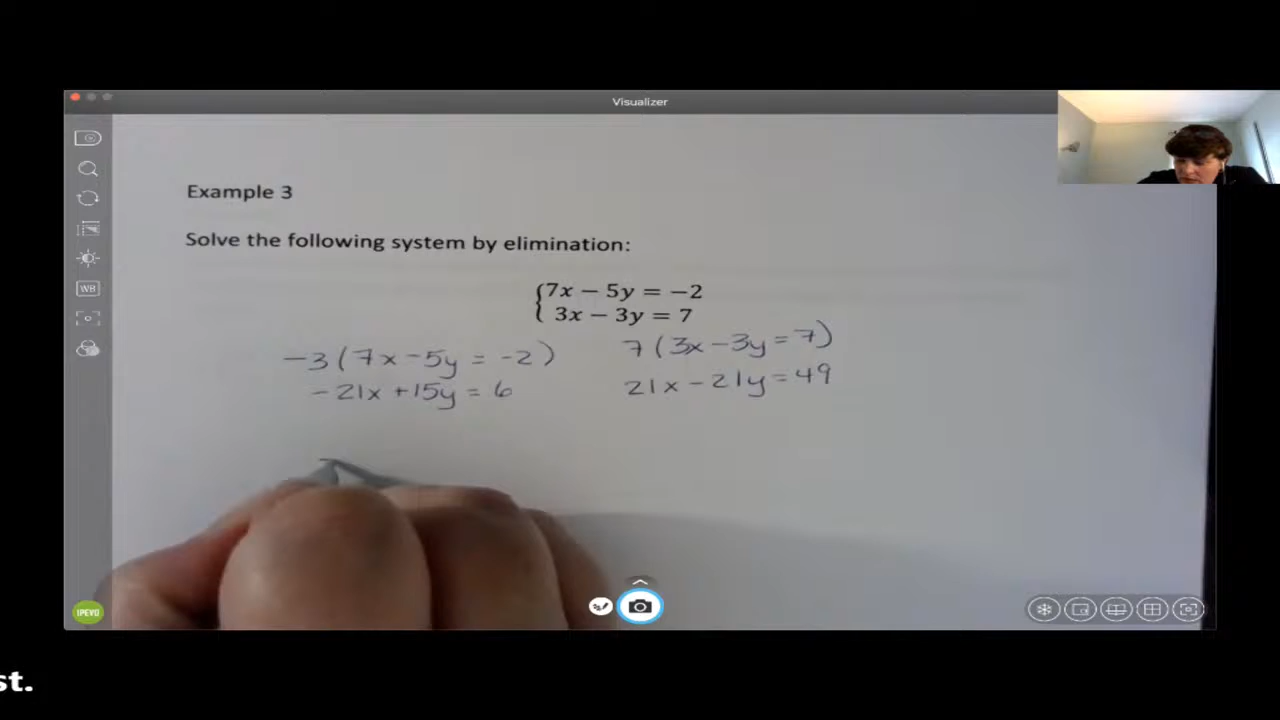 Visualizer
Example 3
Solve the following system by elimination:
7x − 5y = −2
3x − 3y = 7
−3(7x −5y = -2)
7(3x −3y = 7)
−21x +15y = 6
21x − 21y = 49
WB
IPEVO
st.